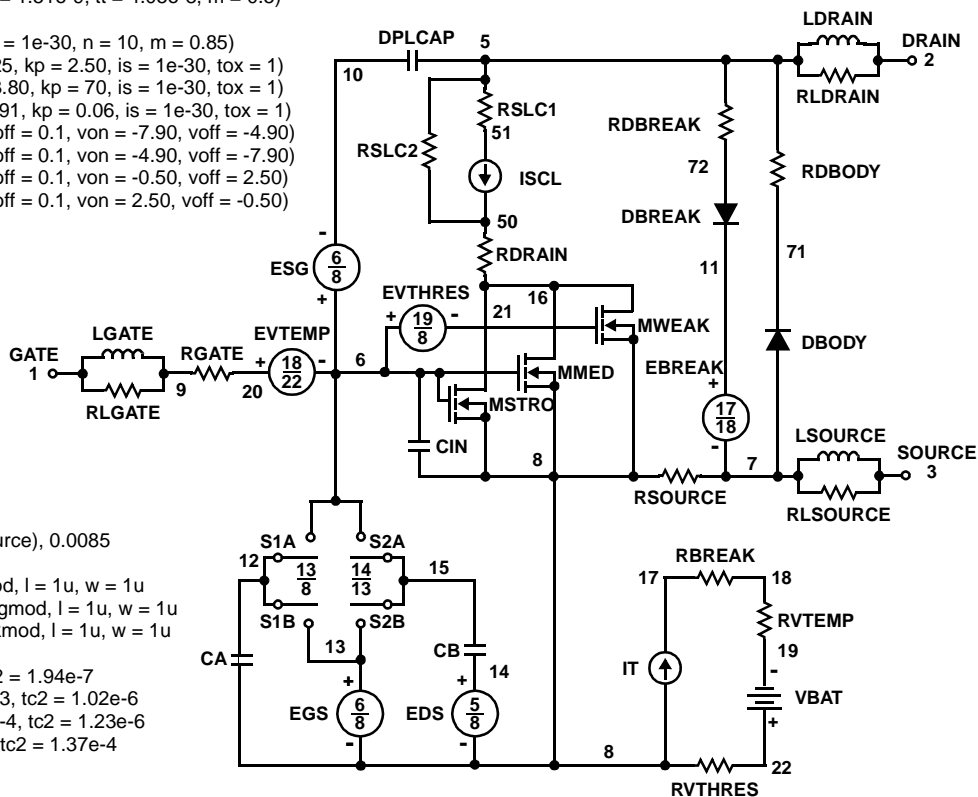 = 1e-30, n = 10, m = 0.85)
25, kp = 2.50, is = 1e-30, tox = 1)
3.80, kp = 70, is = 1e-30, tox = 1)
91, kp = 0.06, is = 1e-30, tox = 1)
off = 0.1, von = -7.90, voff = -4.90)
off = 0.1, von = -4.90, voff = -7.90)
off = 0.1, von = -0.50, voff = 2.50)
off = 0.1, von = 2.50, voff = -0.50)
DPLCAP
5
10
LDRAIN
DRAIN
2
RLDRAIN
RSLC1
51
RSLC2
ISCL
50
RDBREAK
72
RDBODY
DBREAK
71
11
ESG
6
8
-
+
RDRAIN
EVTHRES
16
21
+
19
8
-
MWEAK
LGATE
EVTEMP
GATE
1
RGATE
+
18
22
-
6
9
20
RLGATE
MMED
MSTRO
DBODY
EBREAK
+
17
18
-
CIN
8
7
LSOURCE
SOURCE
3
RSOURCE
RLSOURCE
urce), 0.0085
S1A
S2A
12
13
8
14
13
15
S1B
S2B
13
od, l = 1u, w = 1u
gmod, l = 1u, w = 1u
kmod, l = 1u, w = 1u
CA
CB
14
2 = 1.94e-7
3, tc2 = 1.02e-6
-4, tc2 = 1.23e-6
tc2 = 1.37e-4
+
EGS
6
8
-
+
EDS
5
8
-
RBREAK
17
18
RVTEMP
19
IT
-
VBAT
+
8
22
RVTHRES